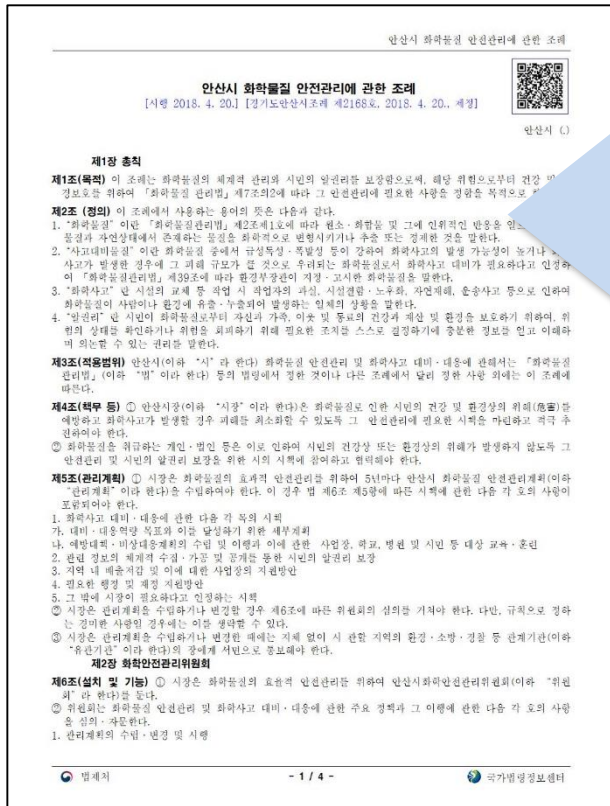 안산시 화학물질 안전관리에 관한 조례
안산시 화학물질 안전관리에 관한 조례
[시행 2018. 4. 20.] [경기도안산시조례 제2168호, 2018. 4. 20., 제정]
안산시 (.)
제1장 총칙
제1조(목적) 이 조례는 화학물질의 체계적 관리와 시민의 알권리를 보장함으로써, 해당 위험으로부터 건강 및
경보호를 위하여 「화학물질 관리법」제7조의2에 따라 그 안전관리에 필요한 사항을 정함을 목적으로
제2조 (정의) 이 조례에서 사용하는 용어의 뜻은 다음과 같다.
1. “화학물질” 이란 「화학물질관리법」제2조제1호에 따라 원소ㆍ화합물 및 그에 인위적인 반응을
물질과 자연상태에서 존재하는 물질을 화학적으로 변형시키거나 추출 또는 정제한 것을 말한다.
2. “사고대비물질” 이란 화학물질 중에서 급성독성ㆍ폭발성 등이 강하여 화학사고의 발생 가능성이 높거나
사고가 발생한 경우에 그 피해 규모가 클 것으로 우려되는 화학물질로서 화학사고 대비가 필요하다고 인정하
여 「화학물질관리법」제39조에 따라 환경부장관이 지정ㆍ고시한 화학물질을 말한다.
3. “화학사고” 란 시설의 교체 등 작업 시 작업자의 과실, 시설결함ㆍ노후화, 자연재해, 운송사고 등으로 인하여
화학물질이 사람이나 환경에 유출ㆍ누출되어 발생하는 일체의 상황을 말한다.
4. “알권리” 란 시민이 화학물질로부터 자신과 가족, 이웃 및 동료의 건강과 재산 및 환경을 보호하기 위하여, 위
험의 상태를 확인하거나 위험을 회피하기 위해 필요한 조치를 스스로 결정하기에 충분한 정보를 얻고 이해하
며 의논할 수 있는 권리를 말한다.
제3조(적용범위) 안산시(이하 “시” 라 한다) 화학물질 안전관리 및 화학사고 대비ㆍ대응에 관해서는 「화학물질
관리법」(이하 “법” 이라 한다) 등의 법령에서 정한 것이나 다른 조례에서 달리 정한 사항 외에는 이 조례에
따른다.
제4조(책무 등) ① 안산시장(이하 “시장” 이라 한다)은 화학물질로 인한 시민의 건강 및 환경상의 위해(危害)를
예방하고 화학사고가 발생할 경우 피해를 최소화할 수 있도록 그 안전관리에 필요한 시책을 마련하고 적극 추
진하여야 한다.
② 화학물질을 취급하는 개인ㆍ법인 등은 이로 인하여 시민의 건강상 또는 환경상의 위해가 발생하지 않도록 그
안전관리 및 시민의 알권리 보장을 위한 시의 시책에 참여하고 협력해야 한다.
제5조(관리계획) ① 시장은 화학물질의 효과적 안전관리를 위하여 5년마다 안산시 화학물질 안전관리계획(이하
“관리계획” 이라 한다)을 수립하여야 한다. 이 경우 법 제6조 제5항에 따른 시책에 관한 다음 각 호의 사항이
포함되어야 한다.
1. 화학사고 대비ㆍ대응에 관한 다음 각 목의 시책
가. 대비ㆍ대응역량 목표와 이를 달성하기 위한 세부계획
나. 예방대책ㆍ비상대응계획의 수립 및 이행과 이에 관한 사업장, 학교, 병원 및 시민 등 대상 교육ㆍ훈련
2. 관련 정보의 체계적 수집ㆍ가공 및 공개를 통한 시민의 알권리 보장
3. 지역 내 배출저감 및 이에 대한 사업장의 지원방안
4. 필요한 행정 및 재정 지원방안
5. 그 밖에 시장이 필요하다고 인정하는 시책
② 시장은 관리계획을 수립하거나 변경할 경우 제6조에 따른 위원회의 심의를 거쳐야 한다. 다만, 규칙으로 정하
는 경미한 사항일 경우에는 이를 생략할 수 있다.
③ 시장은 관리계획을 수립하거나 변경한 때에는 지체 없이 시 관할 지역의 환경ㆍ소방ㆍ경찰 등 관계기관(이하
“유관기관” 이라 한다)의 장에게 서면으로 통보해야 한다.
제2장 화학안전관리위원회
제6조(설치 및 기능) ① 시장은 화학물질의 효율적 안전관리를 위하여 안산시화학안전관리위원회(이하 “위원
회” 라 한다)를 둔다.
② 위원회는 화학물질 안전관리 및 화학사고 대비ㆍ대응에 관한 주요 정책과 그 이행에 관한 다음 각 호의 사항
을 심의ㆍ자문한다.
1. 관리계획의 수립ㆍ변경 및 시행
법제처
- 1 / 4 -
국가법령정보센터